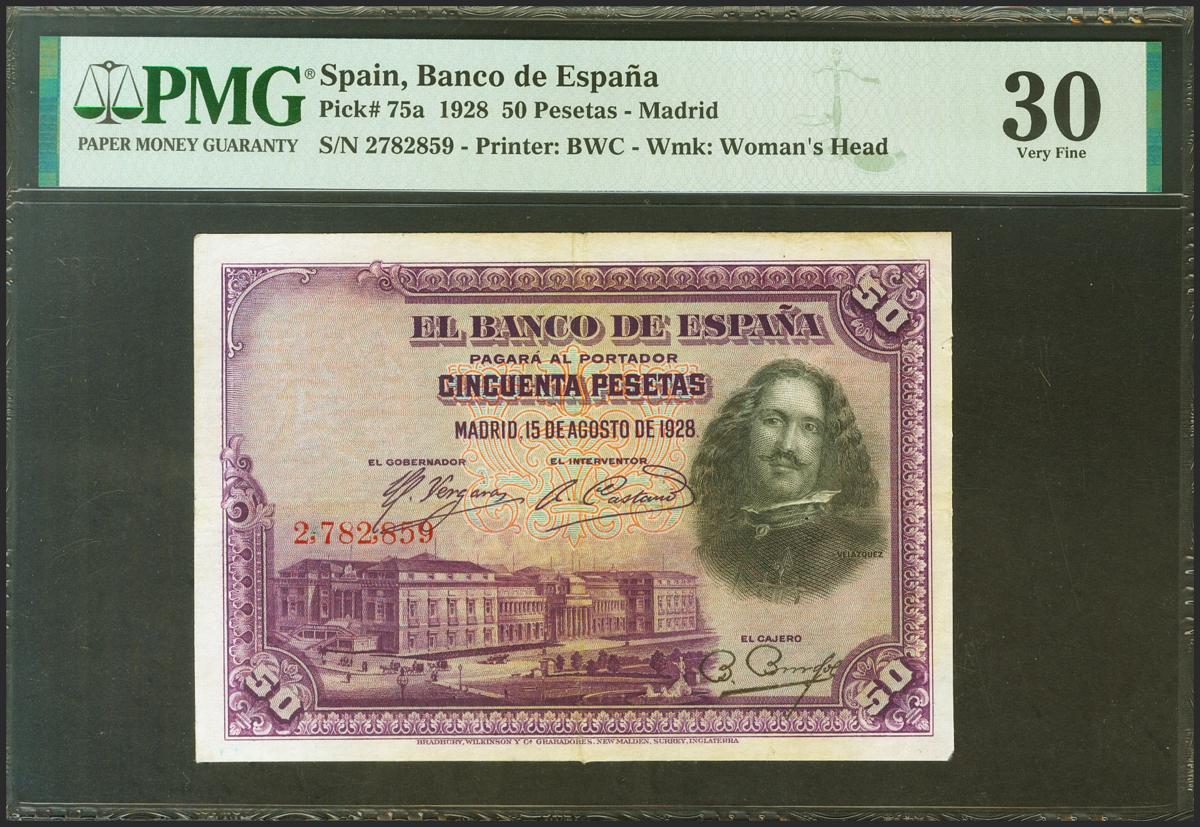 PMG®
PAPER MONEY GUARANTY
Spain, Banco de España
Pick# 75a 1928 50 Pesetas - Madrid
S/N 2782859 - Printer: BWC - Wmk: Woman's Head
30
Very Fine
50
EL BANCO DE ESPAÑA
PAGARÁ AL PORTADOR
CINCUENTA PESETAS
MADRID, 15 DE AGOSTO DE 1928.
EL GOBERNADOR EL INTERVENTOR
2,782,859
VELAZQUEZ
EL CAJERO
50 50
BRADBURY, WILKINSON Y Cª GRABADORES, NEW MALDEN, SURREY, INGLATERRA